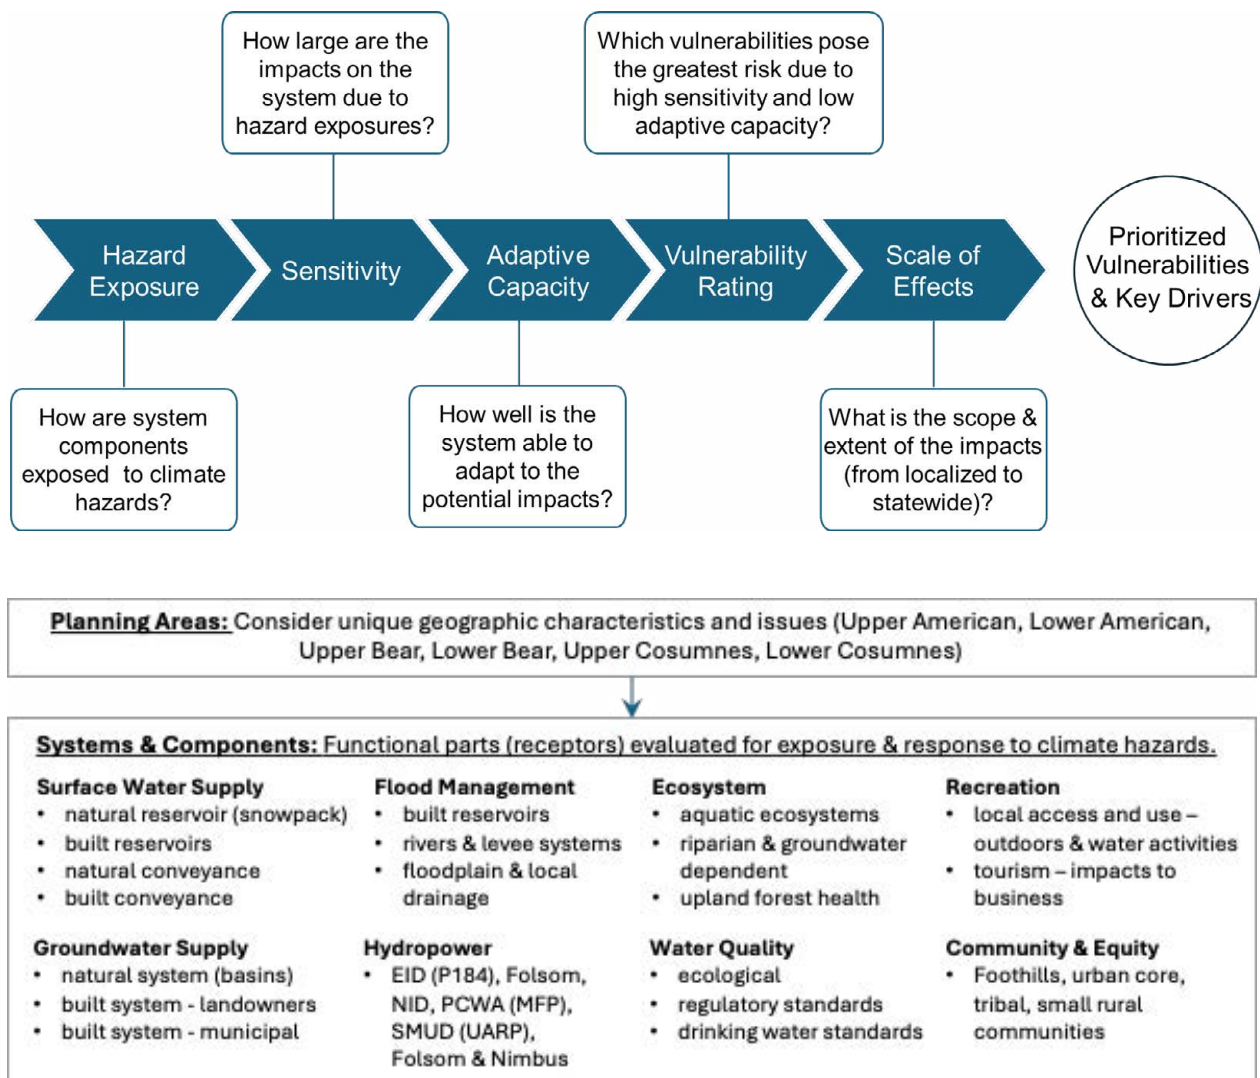 How large are the
impacts on the
system due to
hazard exposures?
Which vulnerabilities pose
the greatest risk due to
high sensitivity and low
adaptive capacity?
Hazard
Exposure
Sensitivity
Adaptive
Capacity
Vulnerability
Rating
Scale of
Effects
Prioritized
Vulnerabilities
& Key Drivers
How are system
components
exposed to climate
hazards?
How well is the
system able to
adapt to the
potential impacts?
What is the scope &
extent of the impacts
(from localized to
statewide)?
Planning Areas: Consider unique geographic characteristics and issues (Upper American, Lower American,
Upper Bear, Lower Bear, Upper Cosumnes, Lower Cosumnes)
Systems & Components: Functional parts (receptors) evaluated for exposure & response to climate hazards.
Surface Water Supply
• natural reservoir (snowpack)
• built reservoirs
• natural conveyance
• built conveyance
Flood Management
• built reservoirs
• rivers & levee systems
• floodplain & local
drainage
Ecosystem
• aquatic ecosystems
• riparian & groundwater
dependent
• upland forest health
Recreation
• local access and use –
outdoors & water activities
• tourism – impacts to
business
Groundwater Supply
• natural system (basins)
• built system - landowners
• built system - municipal
Hydropower
• EID (P184), Folsom,
NID, PCWA (MFP),
SMUD (UARP),
Folsom & Nimbus
Water Quality
• ecological
• regulatory standards
• drinking water standards
Community & Equity
• Foothills, urban core,
tribal, small rural
communities